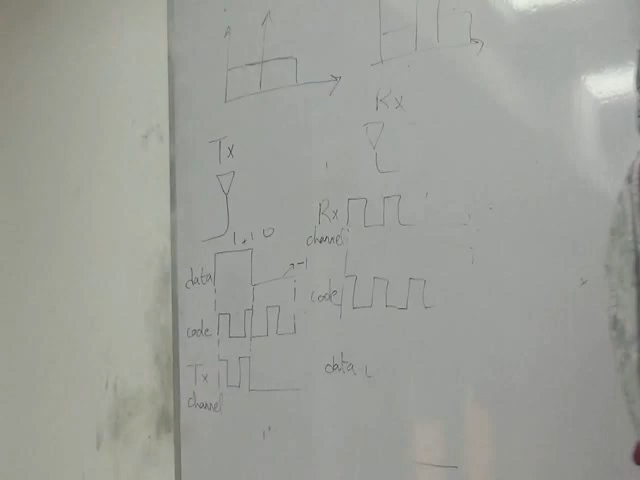 Rx
Tx
Rx
channel
1 1 0
data
-1
code
code
Tx
channel
data